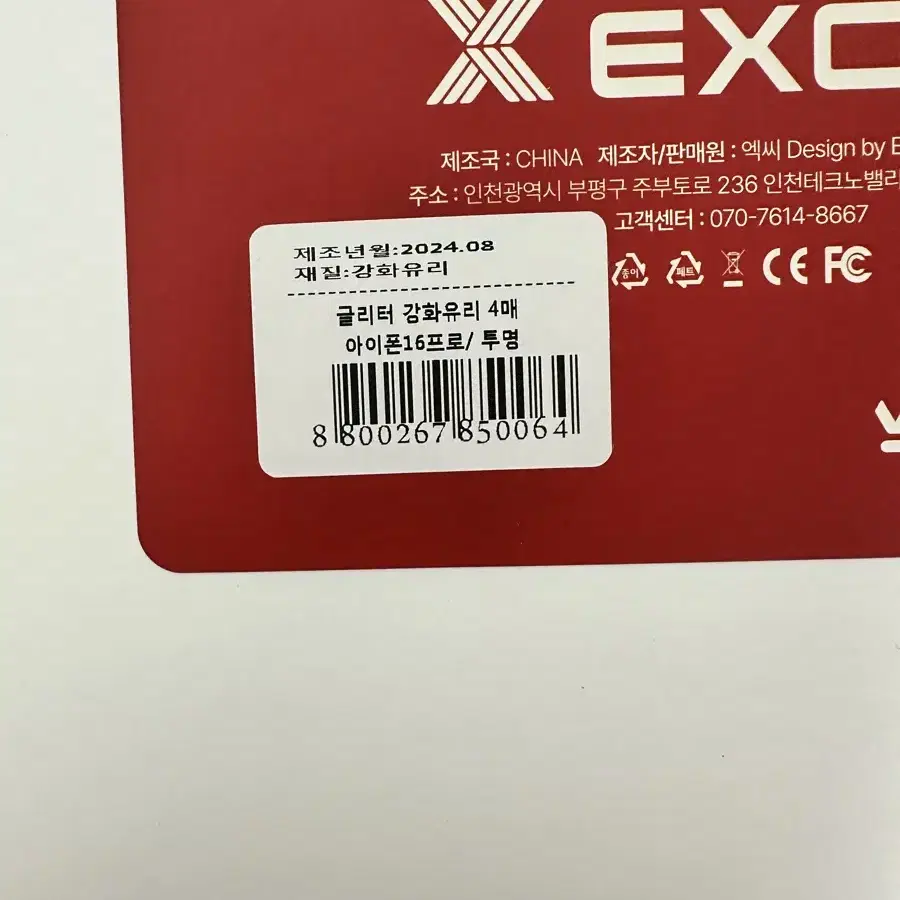 EXC
제조국 : CHINA 제조자/판매원 : 엑씨 Design by E
주소 : 인천광역시 부평구 주부토로 236 인천테크노밸리
고객센터 : 070-7614-8667
종이 페트 CE FC
제조년월:2024.08
재질:강화유리
글리터 강화유리 4매
아이폰16프로/ 투명
8 800267 850064